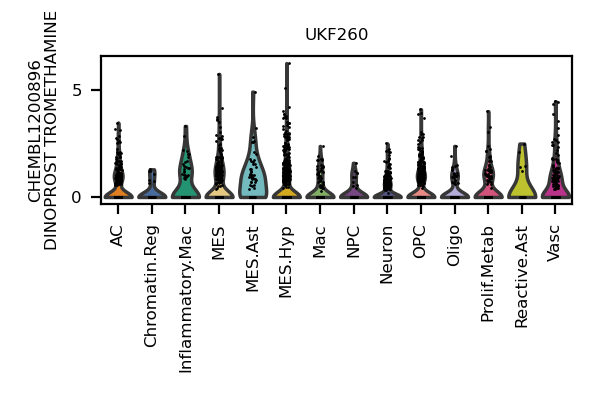 UKF260
CHEMBL1200896
DINOPROST TROMETHAMINE
5
0
AC
Chromatin.Reg
Inflammatory.Mac
MES
MES.Ast
MES.Hyp
Mac
NPC
Neuron
OPC
Oligo
Prolif.Metab
Reactive.Ast
Vasc